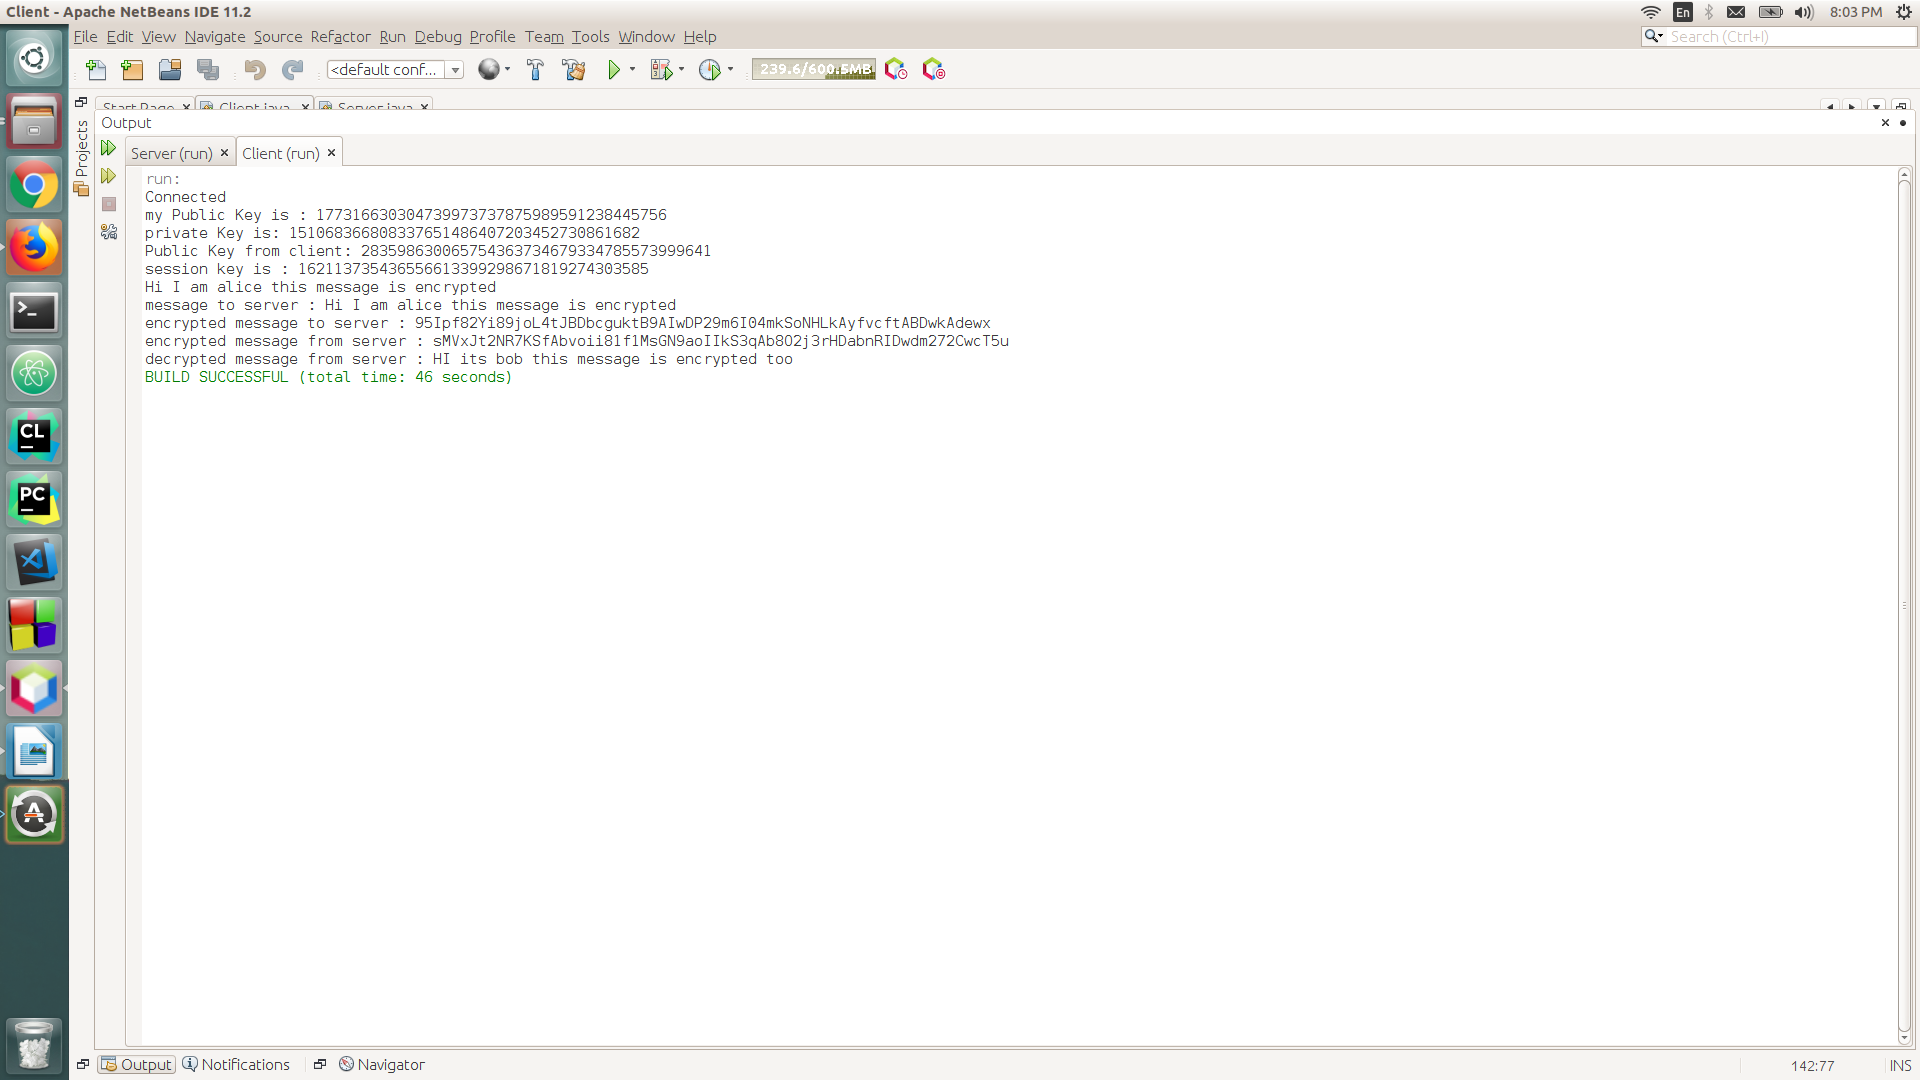 Client - Apache NetBeans IDE 11.2
En
8:03 PM
File Edit View Navigate Source Refactor Run Debug Profile Team Tools Window Help
Search (Ctrl+I)
<default conf...
239.6/600.5MB
Start Page Client.java Server.java
Projects
Output
Server (run) Client (run)
run:
Connected
my Public Key is : 177316630304739973737875989591238445756
private Key is: 151068366808337651486407203452730861682
Public Key from client: 283598630065754363734679334785573999641
session key is : 162113735436556613399298671819274303585
Hi I am alice this message is encrypted
message to server : Hi I am alice this message is encrypted
encrypted message to server : 95Ipf82Yi89joL4tJBDbcguktB9AIwDP29m6I04mkSoNHLkAyfvcftABDwkAdewx
encrypted message from server : sMVxJt2NR7KSfAbvoii81f1MsGN9aoIIkS3qAb8O2j3rHDabnRIDwdm272CwcT5u
decrypted message from server : HI its bob this message is encrypted too
BUILD SUCCESSFUL (total time: 46 seconds)
CL
PC
Output Notifications Navigator
142:77 INS